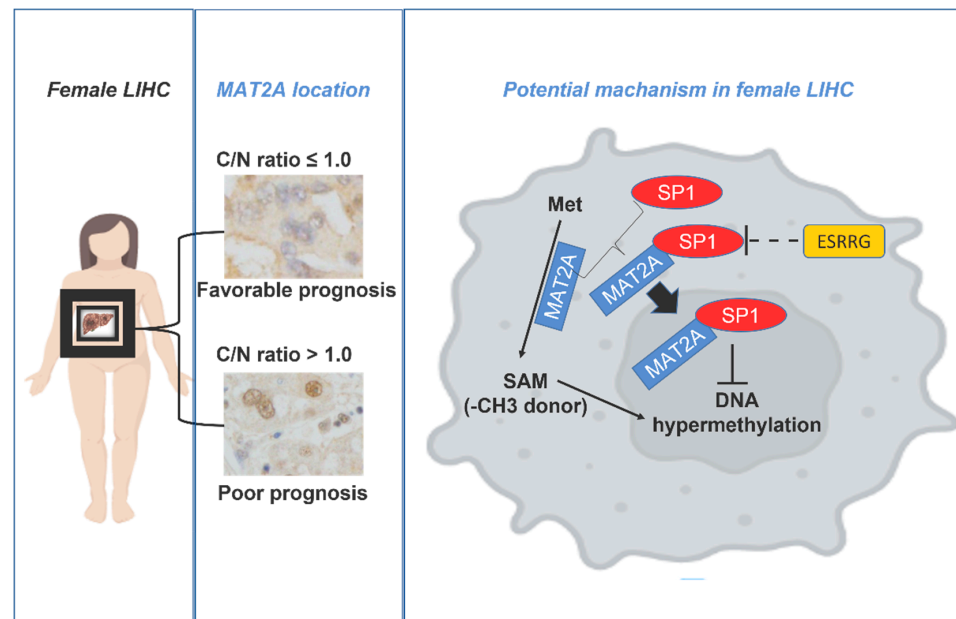 Female LIHC
MAT2A location
Potential machanism in female LIHC
C/N ratio ≤ 1.0
Favorable prognosis
C/N ratio > 1.0
Poor prognosis
SP1
Met
SP1
ESRRG
MAT2A
MAT2A
SP1
MAT2A
SAM
(-CH3 donor)
DNA
hypermethylation